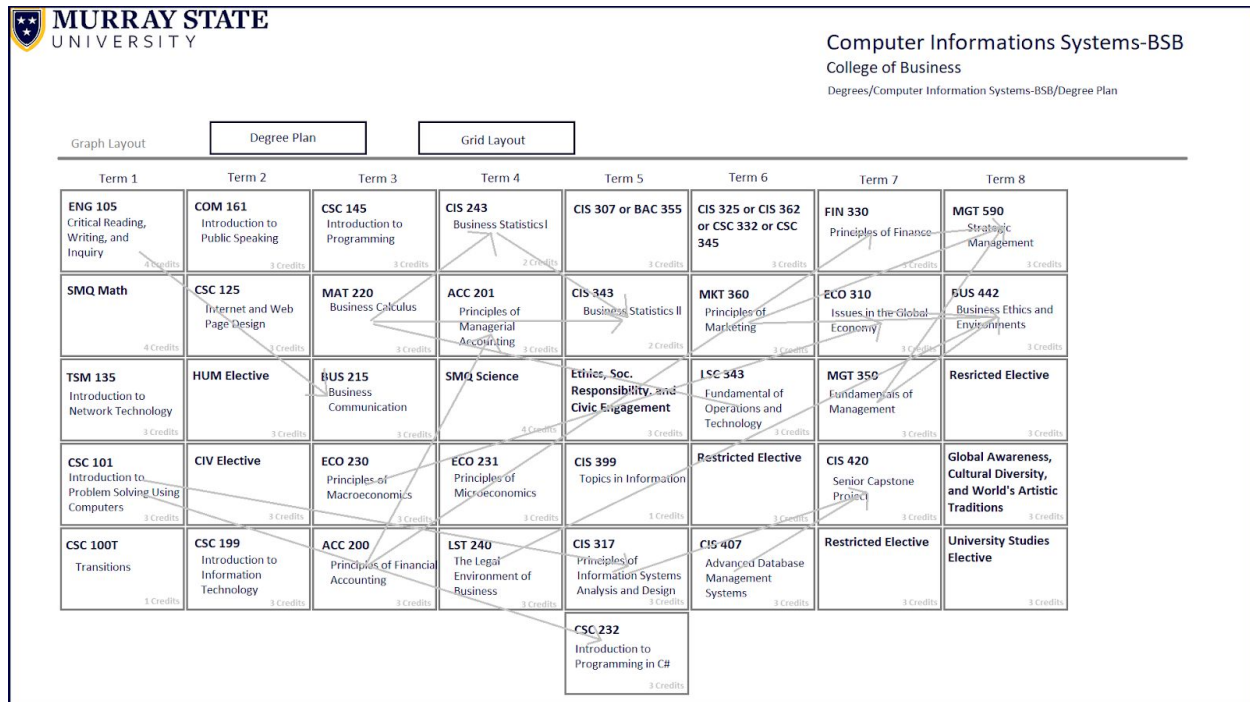 MURRAY STATE
UNIVERSITY
Computer Informations Systems-BSB
College of Business
Degrees/Computer Information Systems-BSB/Degree Plan
Graph Layout
Degree Plan
Grid Layout
Term 1
Term 2
Term 3
Term 4
Term 5
Term 6
Term 7
Term 8
ENG 105
Critical Reading,
Writing, and
Inquiry
4 Credits
COM 161
Introduction to
Public Speaking
3 Credits
CSC 145
Introduction to
Programming
3 Credits
CIS 243
Business Statistics I
2 Credits
CIS 307 or BAC 355
3 Credits
CIS 325 or CIS 362
or CSC 332 or CSC
345
3 Credits
FIN 330
Principles of Finance
3 Credits
MGT 590
Strategic
Management
3 Credits
SMQ Math
4 Credits
CSC 125
Internet and Web
Page Design
3 Credits
MAT 220
Business Calculus
3 Credits
ACC 201
Principles of
Managerial
Accounting
3 Credits
CIS 343
Business Statistics II
2 Credits
MKT 360
Principles of
Marketing
3 Credits
ECO 310
Issues in the Global
Economy
3 Credits
BUS 442
Business Ethics and
Environments
3 Credits
TSM 135
Introduction to
Network Technology
3 Credits
HUM Elective
3 Credits
BUS 215
Business
Communication
3 Credits
SMQ Science
4 Credits
Ethics, Soc.
Responsibility, and
Civic Engagement
3 Credits
LSC 343
Fundamental of
Operations and
Technology
3 Credits
MGT 350
Fundamentals of
Management
3 Credits
Resricted Elective
3 Credits
CSC 101
Introduction to
Problem Solving Using
Computers
3 Credits
CIV Elective
3 Credits
ECO 230
Principles of
Macroeconomics
3 Credits
ECO 231
Principles of
Microeconomics
3 Credits
CIS 399
Topics in Information
1 Credits
Restricted Elective
3 Credits
CIS 420
Senior Capstone
Project
3 Credits
Global Awareness,
Cultural Diversity,
and World's Artistic
Traditions
3 Credits
CSC 100T
Transitions
1 Credits
CSC 199
Introduction to
Information
Technology
3 Credits
ACC 200
Principles of Financial
Accounting
3 Credits
LST 240
The Legal
Environment of
Business
3 Credits
CIS 317
Principles of
Information Systems
Analysis and Design
3 Credits
CIS 407
Advanced Database
Management
Systems
3 Credits
Restricted Elective
3 Credits
University Studies
Elective
3 Credits
CSC 232
Introduction to
Programming in C#
3 Credits